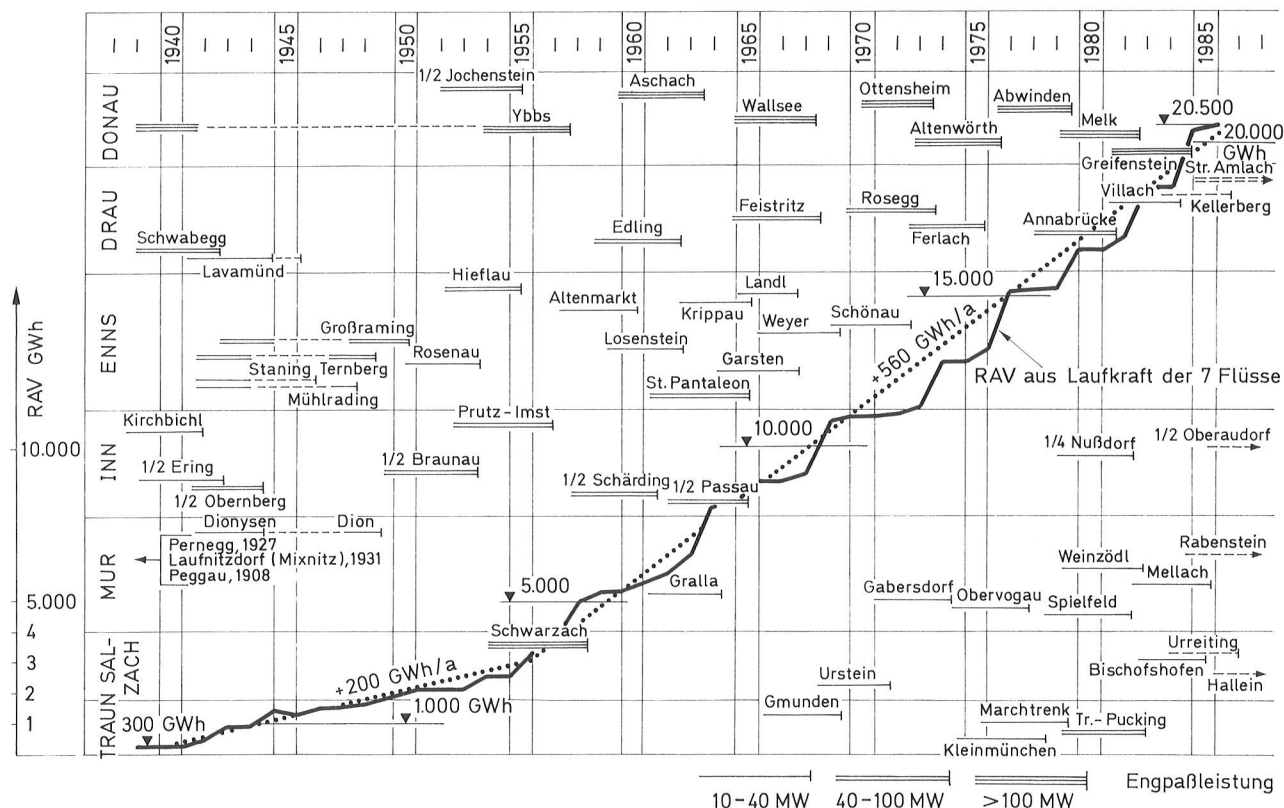 1940 1945 1950 1955 1960 1965 1970 1975 1980 1985
DONAU
1/2 Jochenstein
Ybbs
Aschach
Wallsee
Ottensheim
Altenwörth
Abwinden
Melk
Greifenstein
20.500
20.000
GWh
DRAU
Schwabegg
Lavamünd
Edling
Feistritz
Rosegg
Ferlach
Annabrücke
Villach
Str. Amlach
Kellerberg
ENNS
Hieflau
Großraming
Staning Ternberg
Mühlrading
Rosenau
Altenmarkt
Losenstein
Landl
Krippau
Weyer
Garsten
St. Pantaleon
Schönau
15.000
+560 GWh/a
RAV aus Laufkraft der 7 Flüsse
INN
Kirchbichl
1/2 Ering
1/2 Obernberg
Prutz-Imst
1/2 Braunau
1/2 Schärding
1/2 Passau
10.000
1/4 Nußdorf
1/2 Oberaudorf
MUR
Dionysen Dion
Pernegg, 1927
Laufnitzdorf (Mixnitz), 1931
Peggau, 1908
5.000
Gralla
Gabersdorf
Obervogau
Weinzödl
Spielfeld
Mellach
Rabenstein
TRAUN SAL-
ZACH
Schwarzach
+200 GWh/a
300 GWh
1.000 GWh
Urstein
Gmunden
Marchtrenk
Tr.-Pucking
Kleinmünchen
Bischofshofen
Urreiting
Hallein
RAV GWh
10.000
5.000
4
3
2
1
10-40 MW
40-100 MW
>100 MW
Engpaßleistung